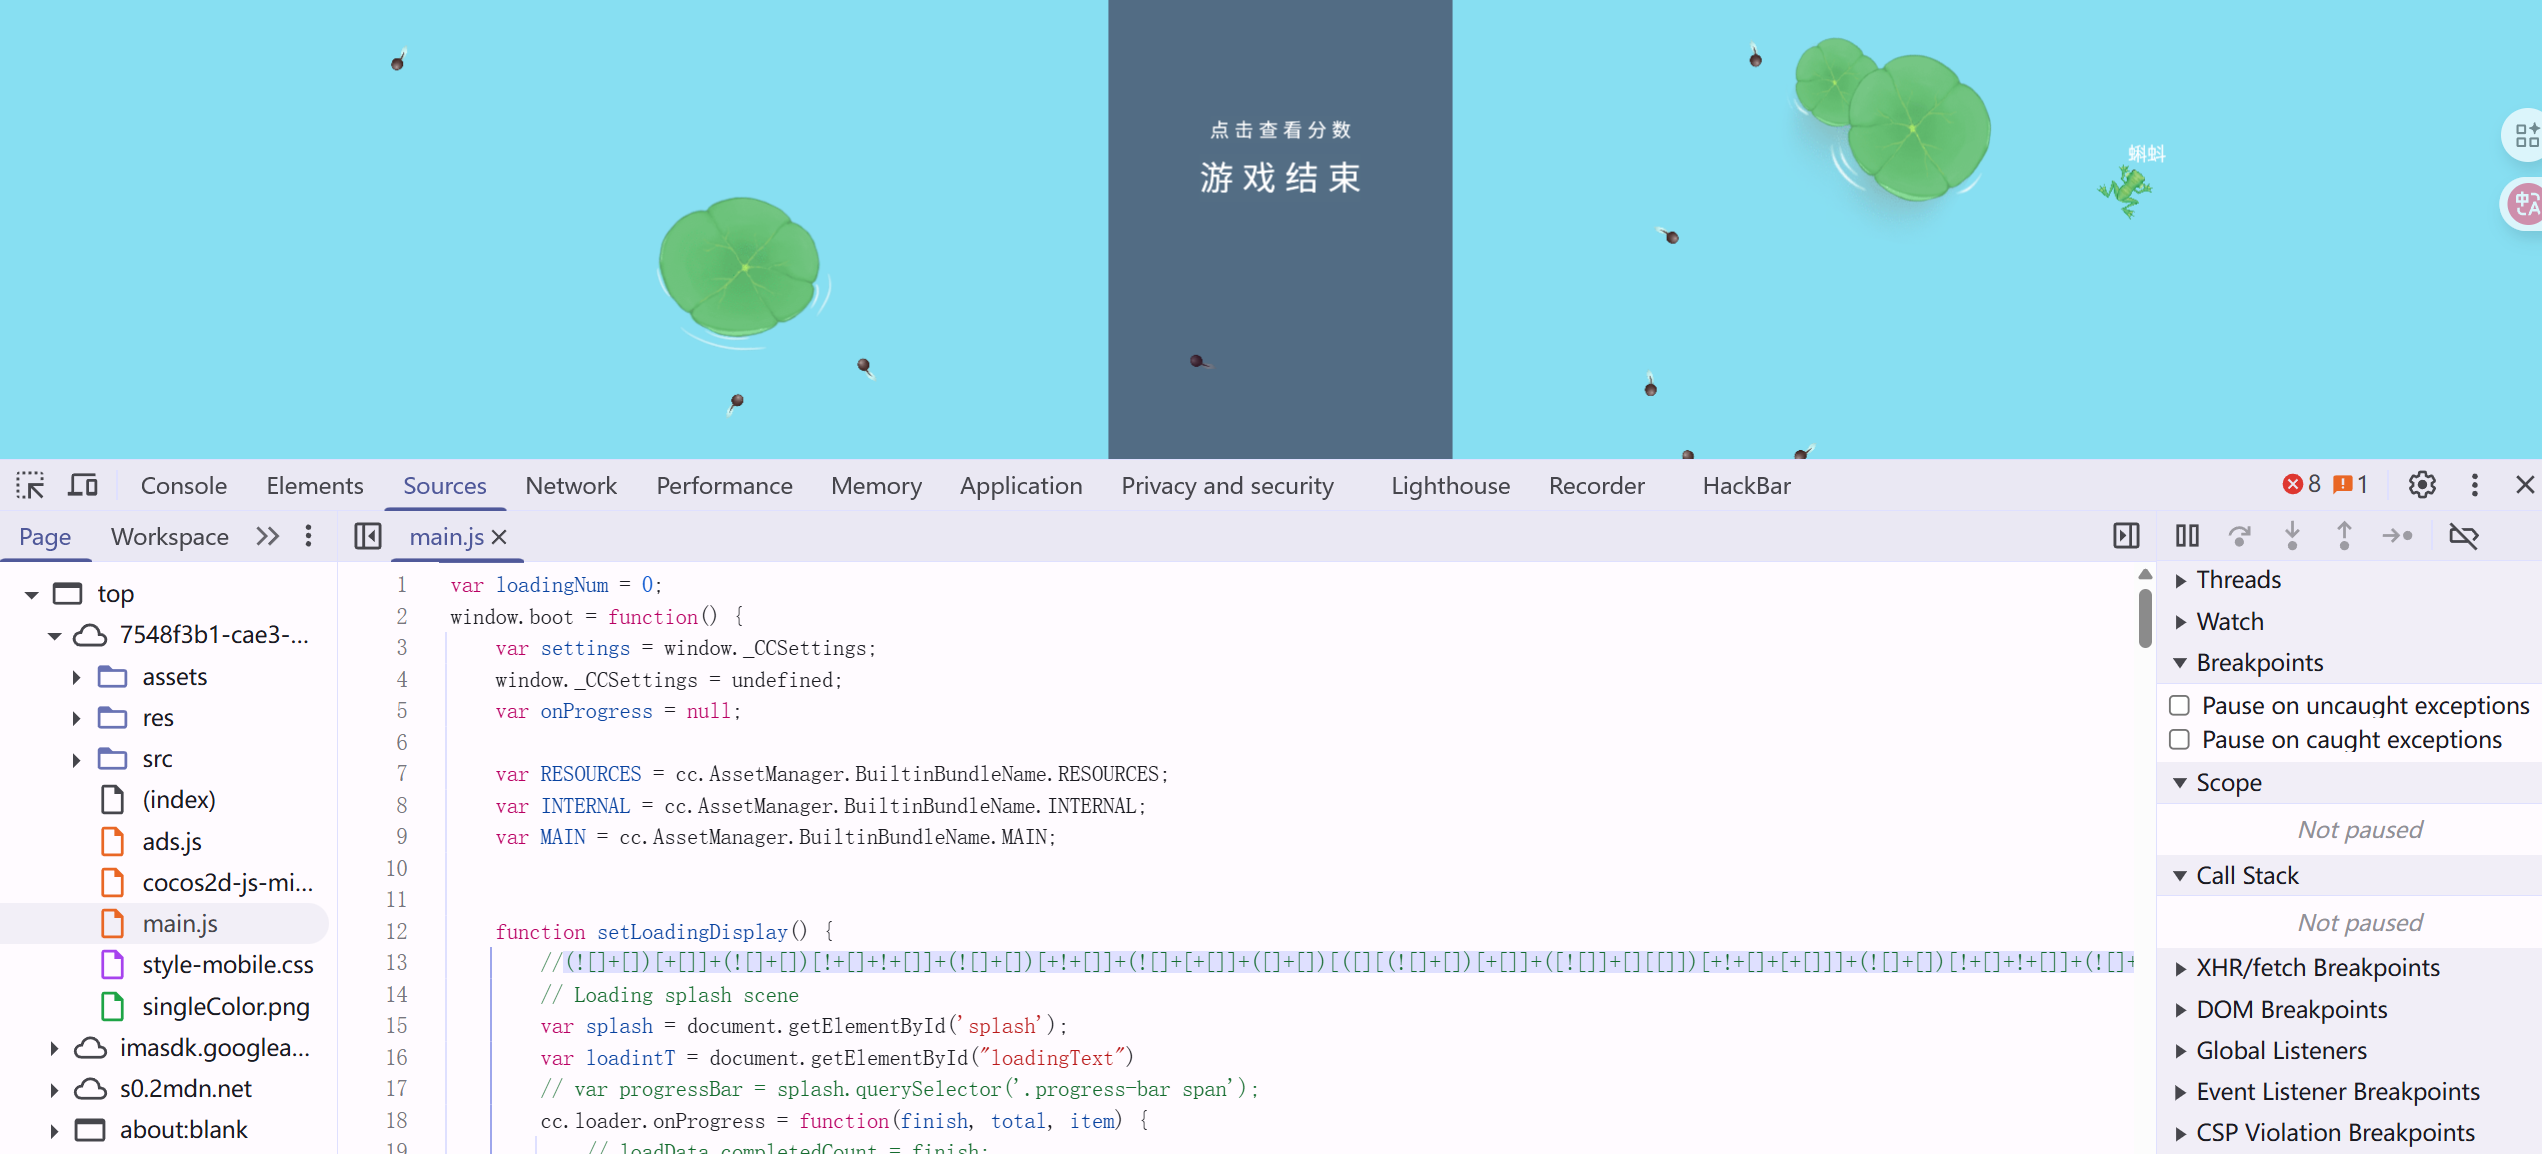 点击查看分数
游戏结束
蝌蚪
Console Elements Sources Network Performance Memory Application Privacy and security Lighthouse Recorder HackBar 8 1
Page Workspace main.js
top
7548f3b1-cae3-...
assets
res
src
(index)
ads.js
cocos2d-js-mi...
main.js
style-mobile.css
singleColor.png
imasdk.googlea...
s0.2mdn.net
about:blank
1 var loadingNum = 0;
2 window.boot = function() {
3 var settings = window._CCSettings;
4 window._CCSettings = undefined;
5 var onProgress = null;
6
7 var RESOURCES = cc.AssetManager.BuiltinBundleName.RESOURCES;
8 var INTERNAL = cc.AssetManager.BuiltinBundleName.INTERNAL;
9 var MAIN = cc.AssetManager.BuiltinBundleName.MAIN;
10
11
12 function setLoadingDisplay() {
13 //(![]+[])[+[]]+(![]+[])[!+[]+!+[]]+(![]+[])[+!+[]]+(![]+[+[]]+([]+[])[([][(![]+[])[+[]]+([![]]+[][[]])[+!+[]+[+[]]]+(![]+[])[!+[]+!+[]]+(![]+
14 // Loading splash scene
15 var splash = document.getElementById('splash');
16 var loadintT = document.getElementById("loadingText")
17 // var progressBar = splash.querySelector('.progress-bar span');
18 cc.loader.onProgress = function(finish, total, item) {
19 // loadData.completedCount = finish;
Threads
Watch
Breakpoints
Pause on uncaught exceptions
Pause on caught exceptions
Scope
Not paused
Call Stack
Not paused
XHR/fetch Breakpoints
DOM Breakpoints
Global Listeners
Event Listener Breakpoints
CSP Violation Breakpoints